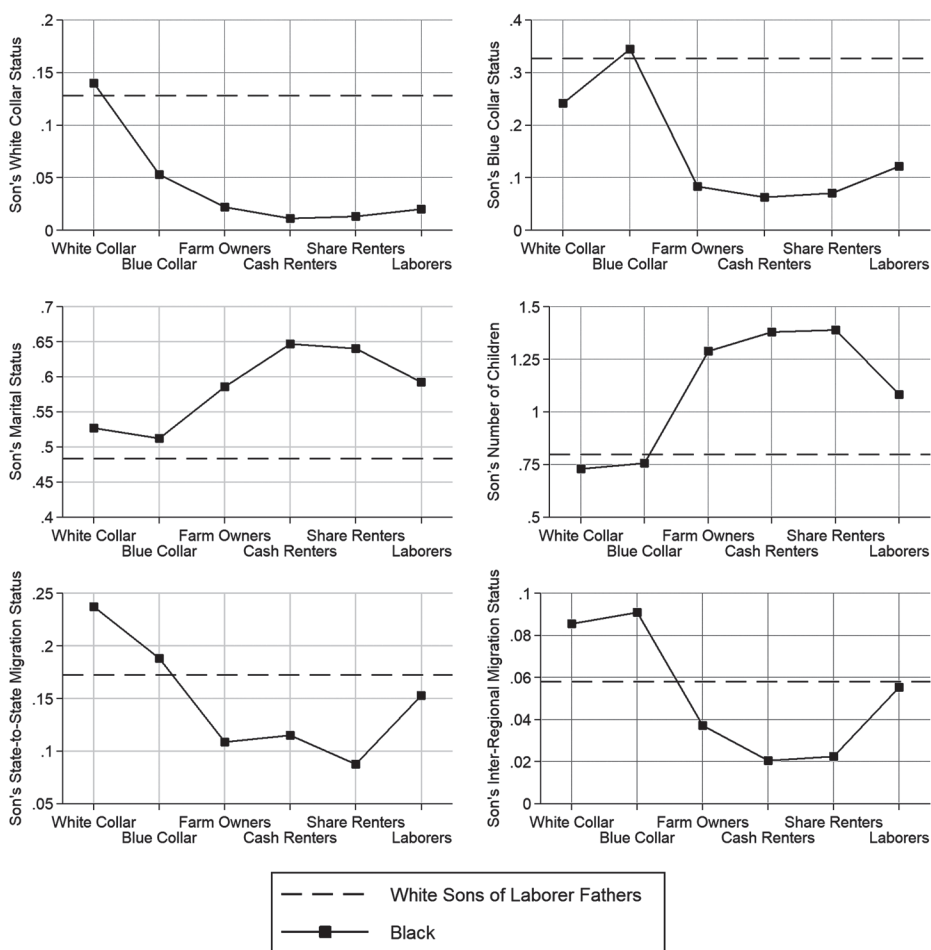 Son's White Collar Status
.2
.15
.1
.05
0
White Collar
Blue Collar
Farm Owners
Cash Renters
Share Renters
Laborers
Son's Blue Collar Status
.4
.3
.2
.1
0
White Collar
Blue Collar
Farm Owners
Cash Renters
Share Renters
Laborers
Son's Marital Status
.7
.65
.6
.55
.5
.45
.4
White Collar
Blue Collar
Farm Owners
Cash Renters
Share Renters
Laborers
Son's Number of Children
1.5
1.25
1
.75
.5
White Collar
Blue Collar
Farm Owners
Cash Renters
Share Renters
Laborers
Son's State-to-State Migration Status
.25
.2
.15
.1
.05
White Collar
Blue Collar
Farm Owners
Cash Renters
Share Renters
Laborers
Son's Inter-Regional Migration Status
.1
.08
.06
.04
.02
0
White Collar
Blue Collar
Farm Owners
Cash Renters
Share Renters
Laborers
White Sons of Laborer Fathers
Black